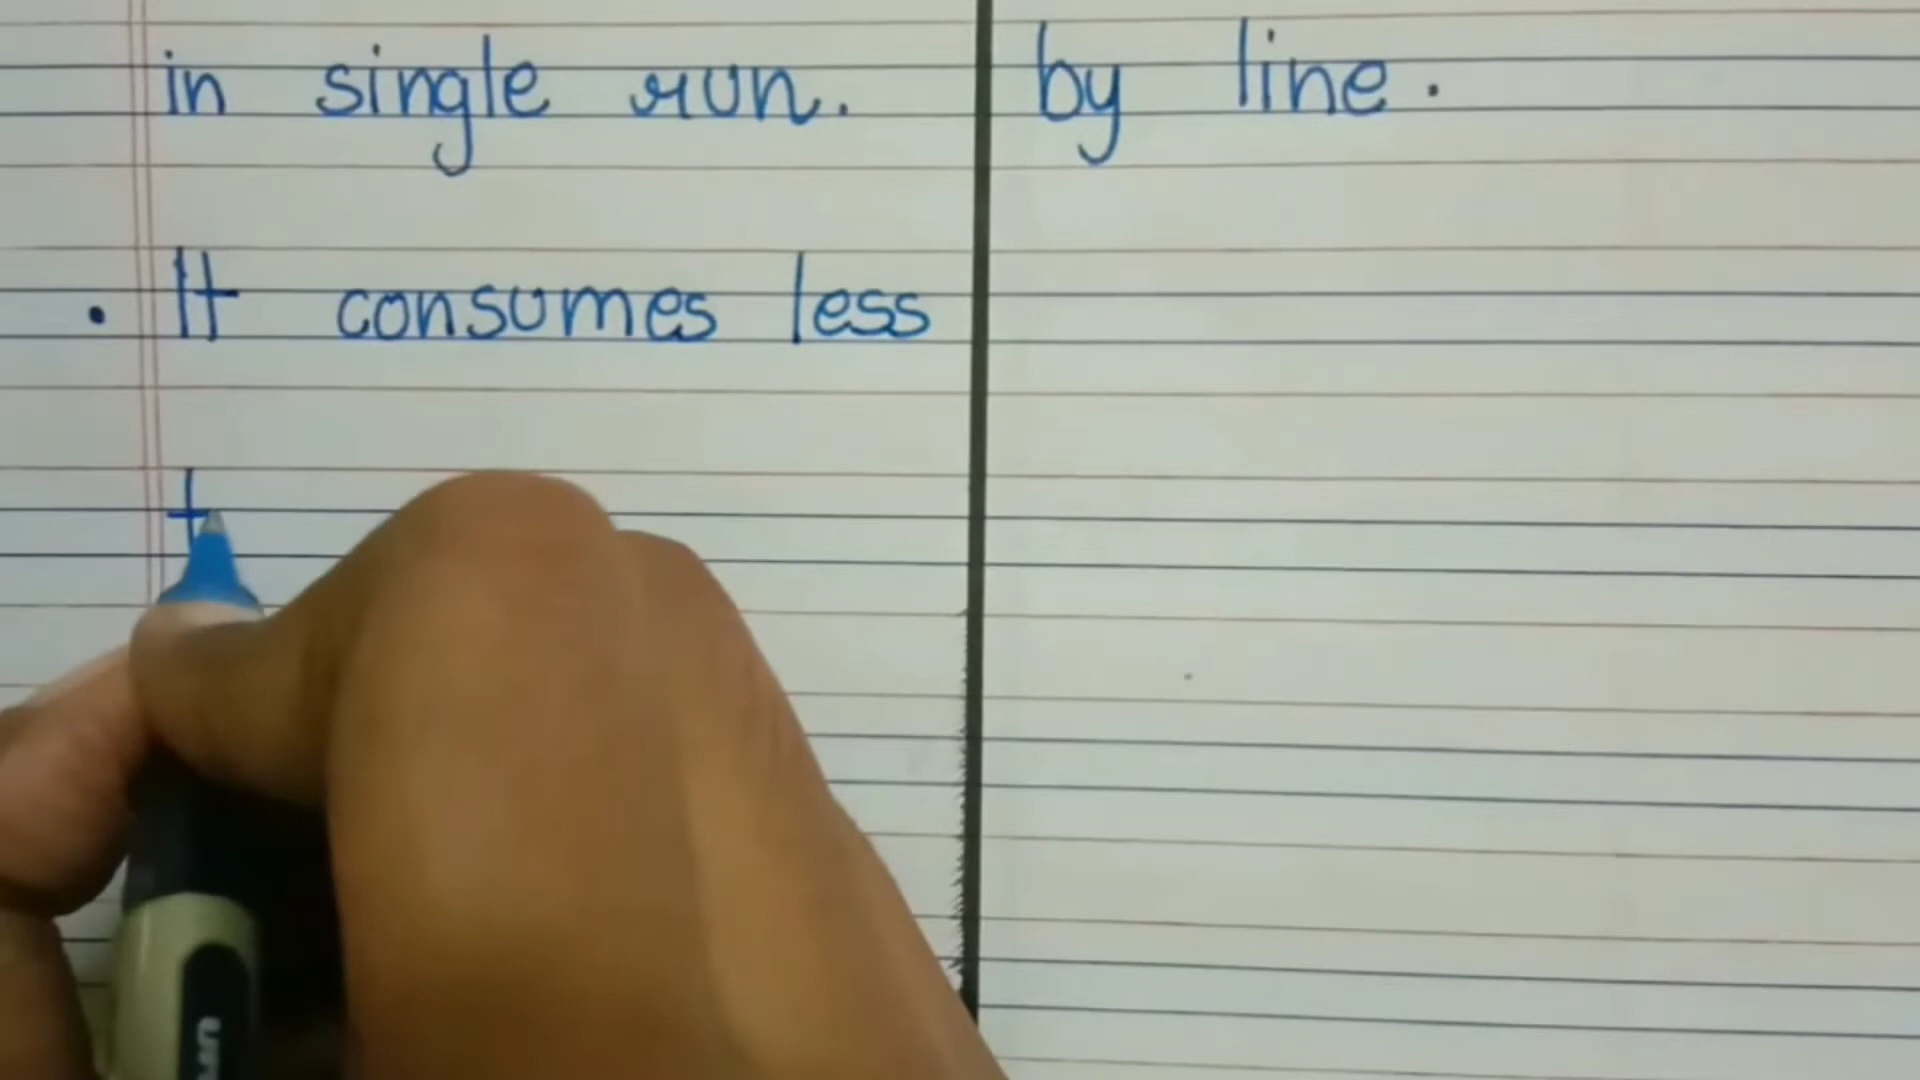 in single run.
by line.
. It consumes less
t